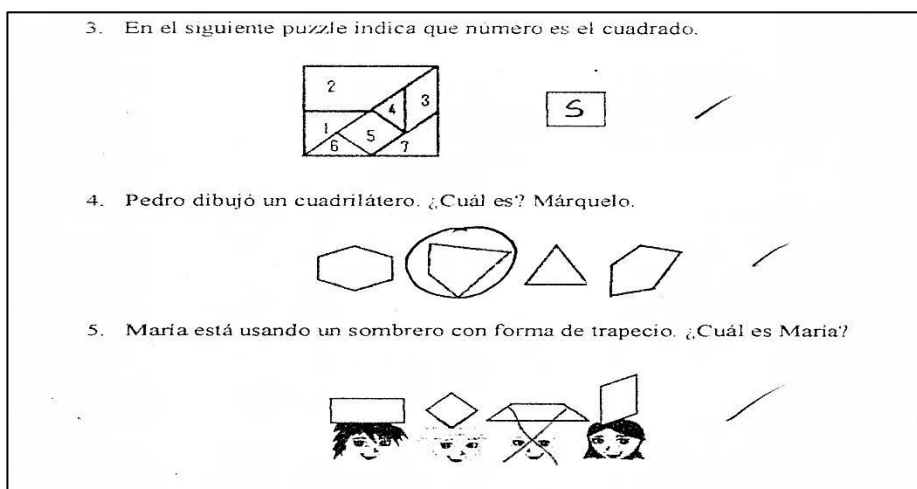 3. En el siguiente puzzle indica que número es el cuadrado.
2
4
3
1
5
6
7
S
4. Pedro dibujó un cuadrilátero. ¿Cuál es? Márquelo.
5. María está usando un sombrero con forma de trapecio. ¿Cuál es María?